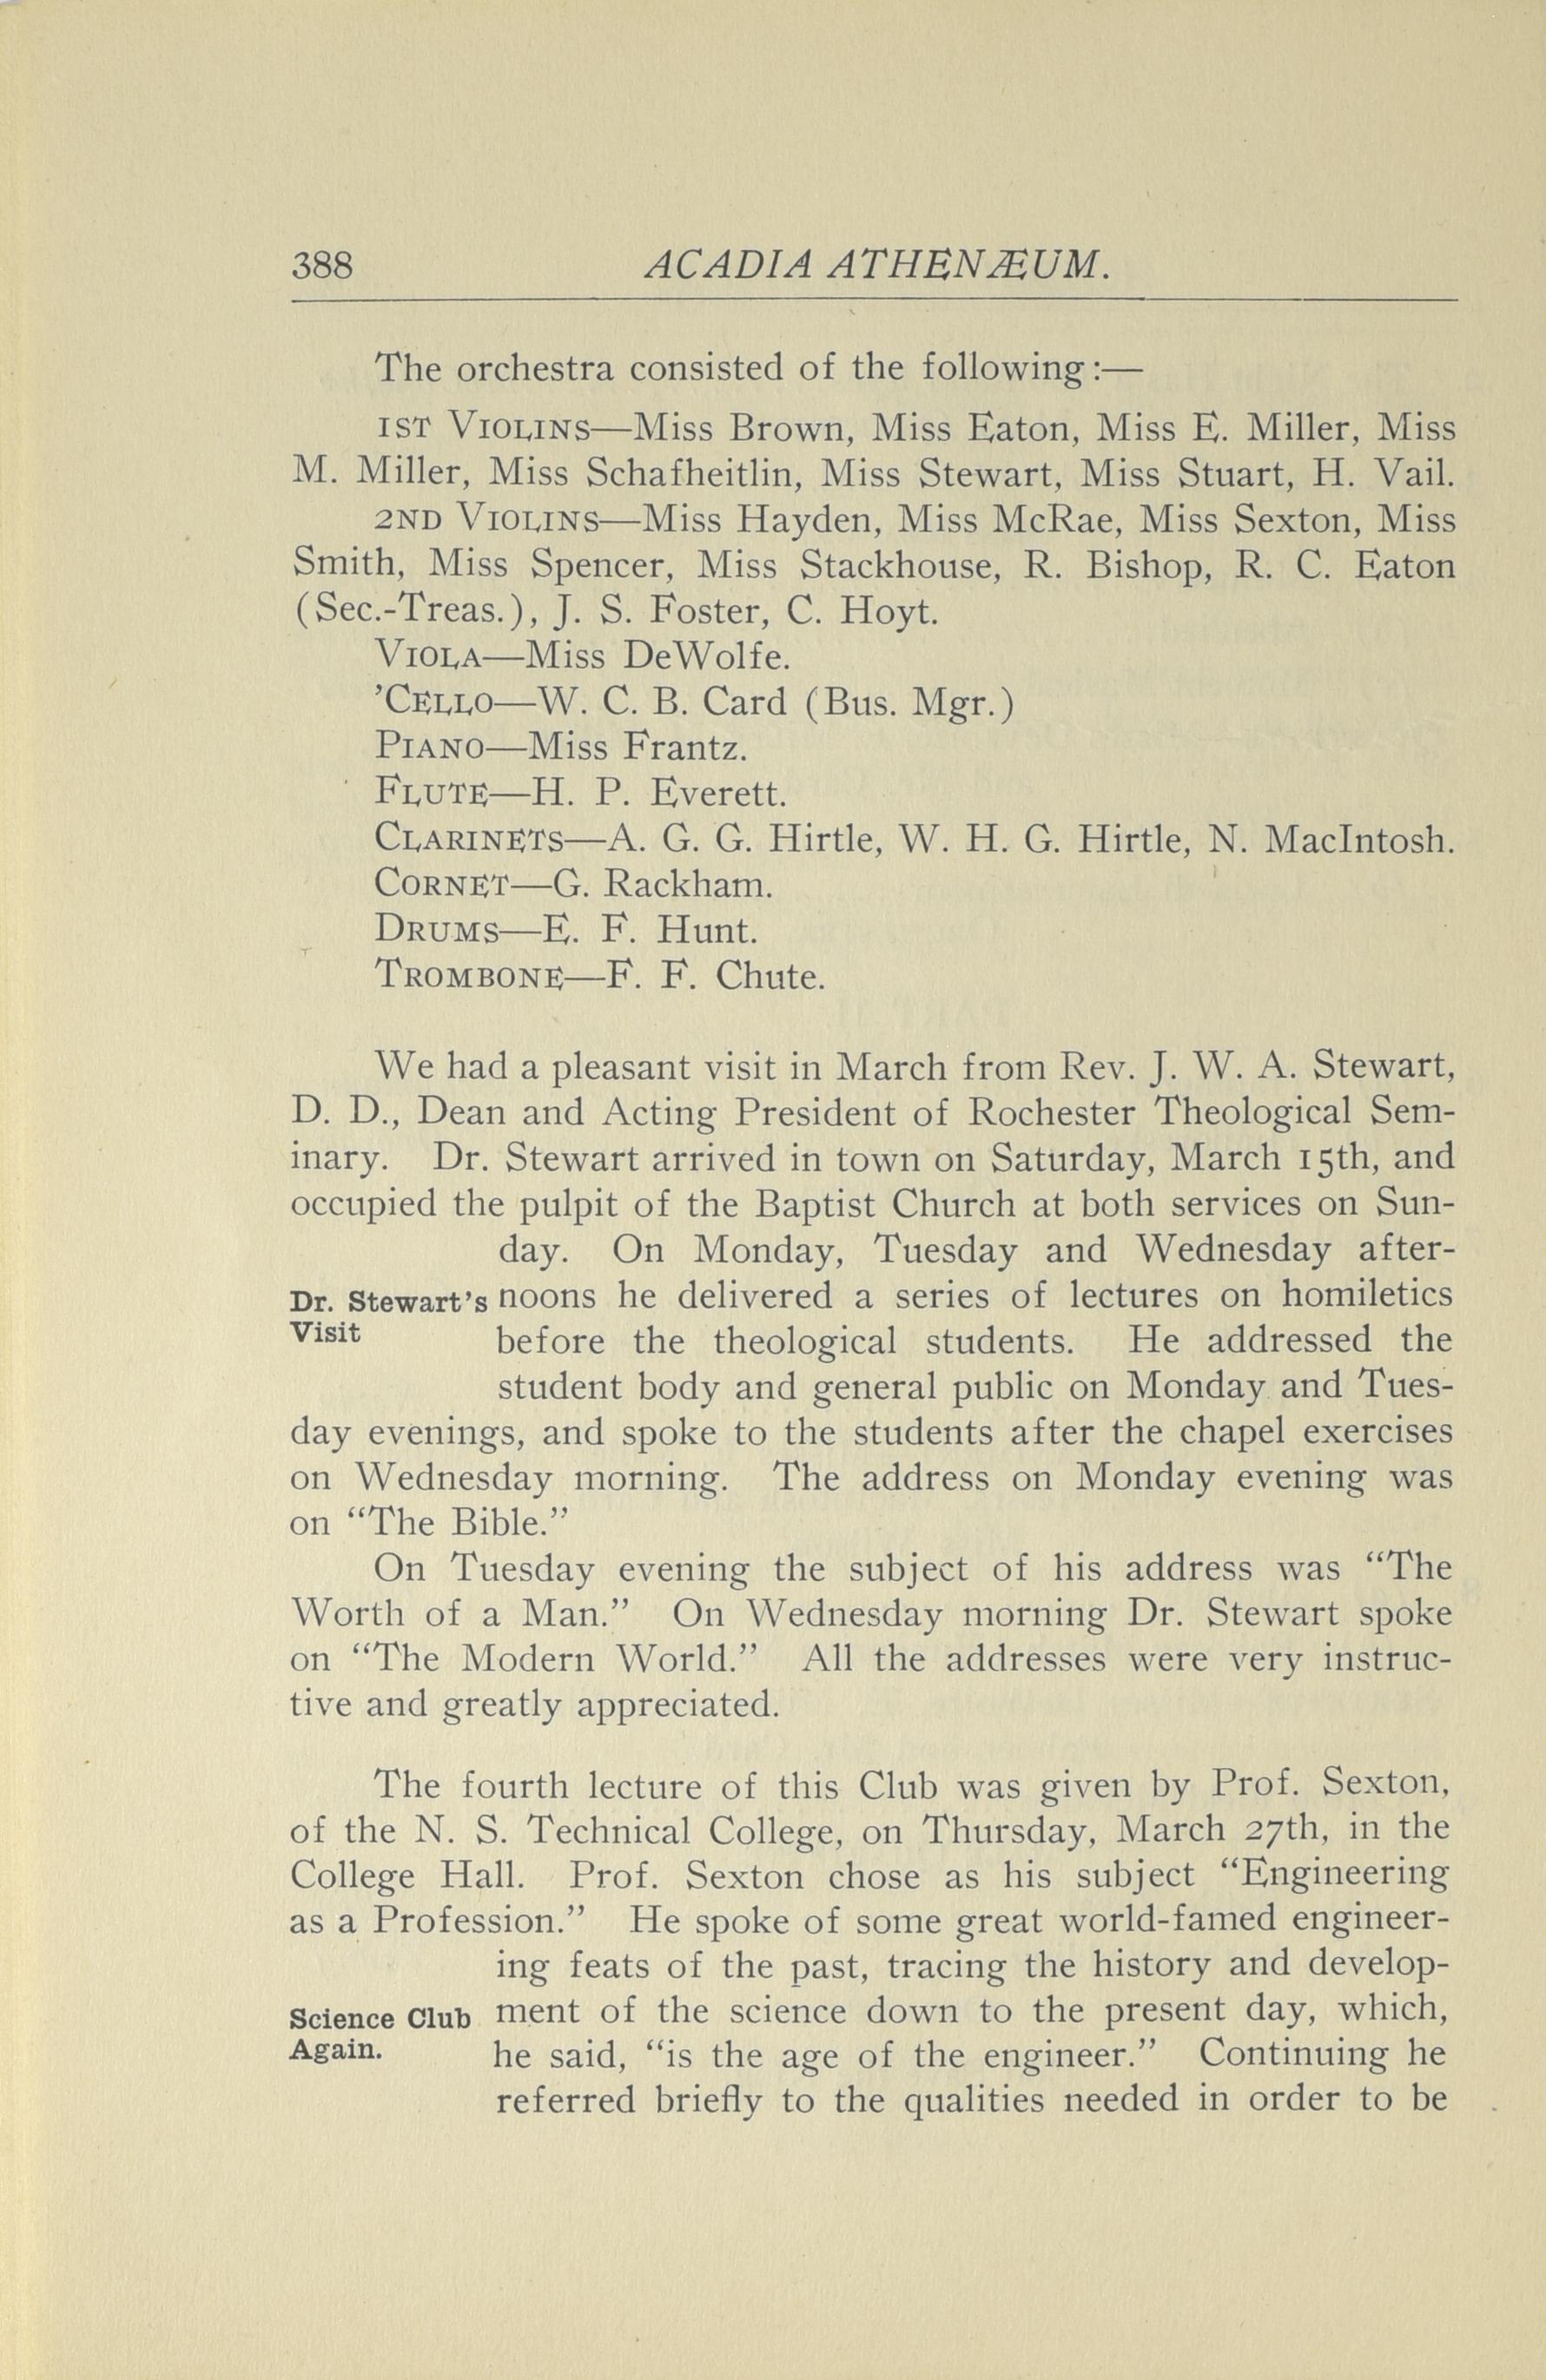 388 ACADIA ATHENÆUM.
The orchestra consisted of the following:—
1ST VIOLINS—Miss Brown, Miss Eaton, Miss E. Miller, Miss
M. Miller, Miss Schafheitlin, Miss Stewart, Miss Stuart, H. Vail.
2ND VIOLINS—Miss Hayden, Miss McRae, Miss Sexton, Miss
Smith, Miss Spencer, Miss Stackhouse, R. Bishop, R. C. Eaton
(Sec.-Treas.), J. S. Foster, C. Hoyt.
VIOLA—Miss DeWolfe.
’CELLO—W. C. B. Card (Bus. Mgr.)
PIANO—Miss Frantz.
FLUTE—H. P. Everett.
CLARINETS—A. G. G. Hirtle, W. H. G. Hirtle, N. MacIntosh.
CORNET—G. Rackham.
DRUMS—E. F. Hunt.
TROMBONE—F. F. Chute.
We had a pleasant visit in March from Rev. J. W. A. Stewart,
D. D., Dean and Acting President of Rochester Theological Sem-
inary. Dr. Stewart arrived in town on Saturday, March 15th, and
occupied the pulpit of the Baptist Church at both services on Sun-
day. On Monday, Tuesday and Wednesday after-
Dr. Stewart’s noons he delivered a series of lectures on homiletics
Visit before the theological students. He addressed the
student body and general public on Monday and Tues-
day evenings, and spoke to the students after the chapel exercises
on Wednesday morning. The address on Monday evening was
on “The Bible.”
On Tuesday evening the subject of his address was “The
Worth of a Man.” On Wednesday morning Dr. Stewart spoke
on “The Modern World.” All the addresses were very instruc-
tive and greatly appreciated.
The fourth lecture of this Club was given by Prof. Sexton,
of the N. S. Technical College, on Thursday, March 27th, in the
College Hall. Prof. Sexton chose as his subject “Engineering
as a Profession.” He spoke of some great world-famed engineer-
ing feats of the past, tracing the history and develop-
Science Club ment of the science down to the present day, which,
Again. he said, “is the age of the engineer.” Continuing he
referred briefly to the qualities needed in order to be